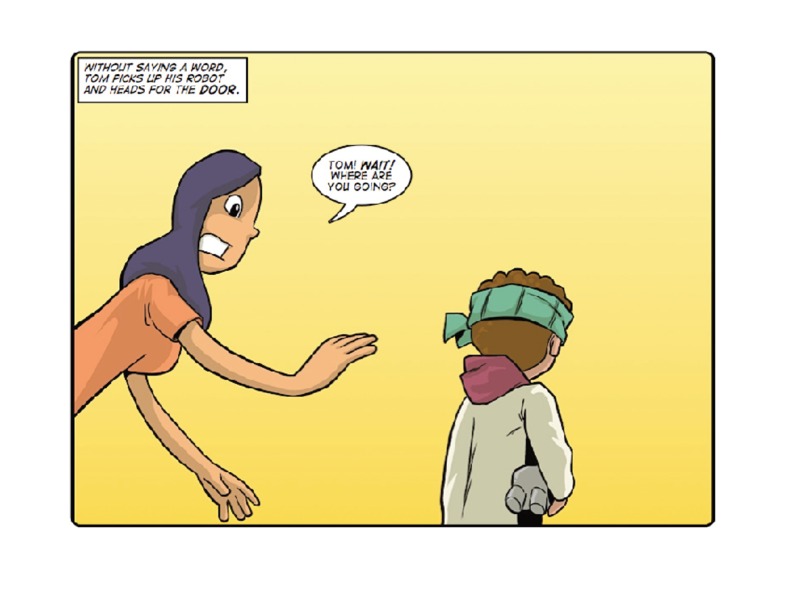 WITHOUT SAYING A WORD,
TOM PICKS UP HIS ROBOT
AND HEADS FOR THE DOOR.
TOM! WAIT!
WHERE ARE
YOU GOING?